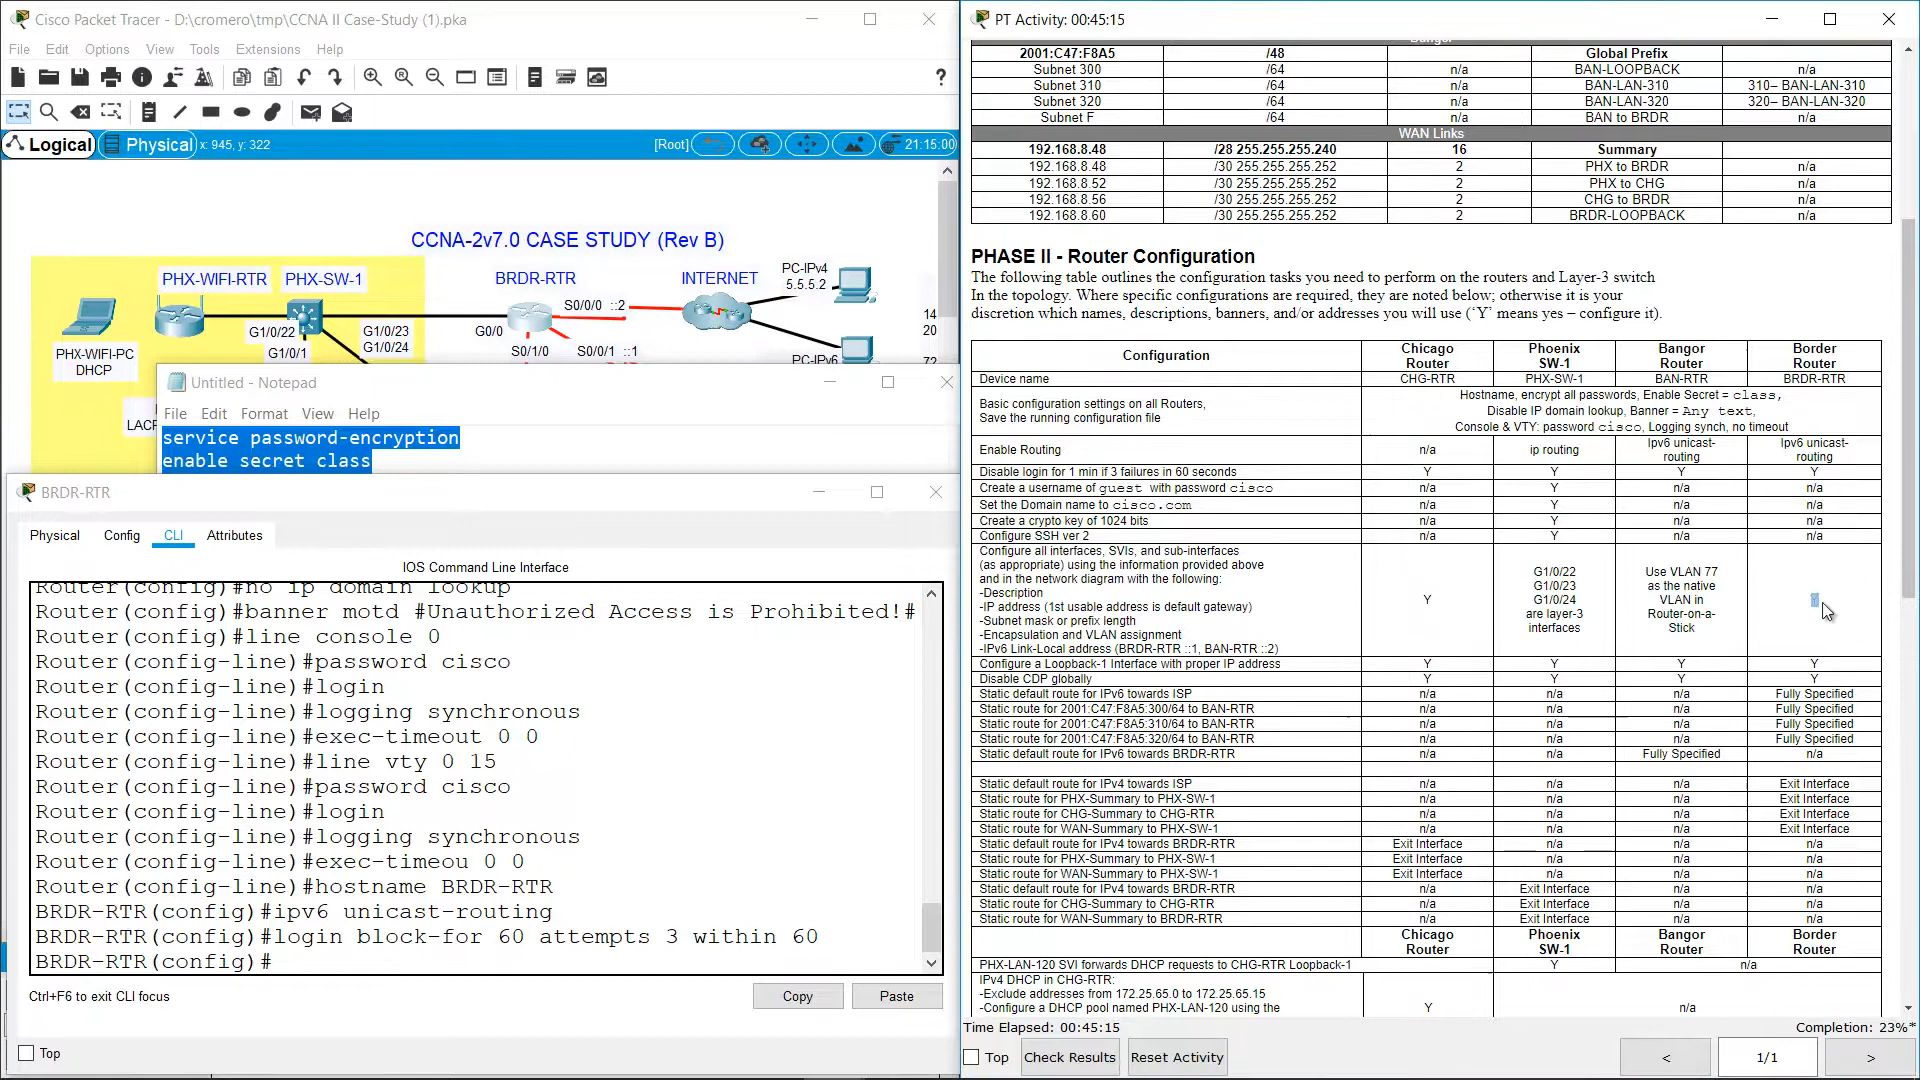 Cisco Packet Tracer - D:\cromero\tmp\CCNA II Case-Study (1).pka
File Edit Options View Tools Extensions Help
Logical Physical x: 945, y: 322 [Root] 21:15:00
CCNA-2v7.0 CASE STUDY (Rev B)
PHX-WIFI-RTR PHX-SW-1 BRDR-RTR INTERNET PC-IPv4
5.5.5.2
S0/0/0 ::2
G1/0/22 G1/0/23 G0/0
G1/0/24
G1/0/1 S0/1/0 S0/0/1 ::1
PHX-WIFI-PC
DHCP
PC-IPv6
14
20
72
LACP
Untitled - Notepad
File Edit Format View Help
service password-encryption
enable secret class
BRDR-RTR
Physical Config CLI Attributes
IOS Command Line Interface
Router(config)#no ip domain lookup
Router(config)#banner motd #Unauthorized Access is Prohibited!#
Router(config)#line console 0
Router(config-line)#password cisco
Router(config-line)#login
Router(config-line)#logging synchronous
Router(config-line)#exec-timeout 0 0
Router(config-line)#line vty 0 15
Router(config-line)#password cisco
Router(config-line)#login
Router(config-line)#logging synchronous
Router(config-line)#exec-timeou 0 0
Router(config-line)#hostname BRDR-RTR
BRDR-RTR(config)#ipv6 unicast-routing
BRDR-RTR(config)#login block-for 60 attempts 3 within 60
BRDR-RTR(config)#
Ctrl+F6 to exit CLI focus
Copy Paste
Top
PT Activity: 00:45:15
2001:C47:F8A5 /48 Global Prefix
Subnet 300 /64 n/a BAN-LOOPBACK n/a
Subnet 310 /64 n/a BAN-LAN-310 310– BAN-LAN-310
Subnet 320 /64 n/a BAN-LAN-320 320– BAN-LAN-320
Subnet F /64 n/a BAN to BRDR n/a
WAN Links
192.168.8.48 /28 255.255.255.240 16 Summary
192.168.8.48 /30 255.255.255.252 2 PHX to BRDR n/a
192.168.8.52 /30 255.255.255.252 2 PHX to CHG n/a
192.168.8.56 /30 255.255.255.252 2 CHG to BRDR n/a
192.168.8.60 /30 255.255.255.252 2 BRDR-LOOPBACK n/a
PHASE II - Router Configuration
The following table outlines the configuration tasks you need to perform on the routers and Layer-3 switch
In the topology. Where specific configurations are required, they are noted below; otherwise it is your
discretion which names, descriptions, banners, and/or addresses you will use (‘Y’ means yes – configure it).
Configuration Chicago Router Phoenix SW-1 Bangor Router Border Router
Device name CHG-RTR PHX-SW-1 BAN-RTR BRDR-RTR
Basic configuration settings on all Routers,
Save the running configuration file
Hostname, encrypt all passwords, Enable Secret = class,
Disable IP domain lookup, Banner = Any text,
Console & VTY: password cisco, Logging synch, no timeout
Enable Routing n/a ip routing Ipv6 unicast-routing Ipv6 unicast-routing
Disable login for 1 min if 3 failures in 60 seconds Y Y Y Y
Create a username of guest with password cisco n/a Y n/a n/a
Set the Domain name to cisco.com n/a Y n/a n/a
Create a crypto key of 1024 bits n/a Y n/a n/a
Configure SSH ver 2 n/a Y n/a n/a
Configure all interfaces, SVIs, and sub-interfaces
(as appropriate) using the information provided above
and in the network diagram with the following:
-Description
-IP address (1st usable address is default gateway)
-Subnet mask or prefix length
-Encapsulation and VLAN assignment
-IPv6 Link-Local address (BRDR-RTR ::1, BAN-RTR ::2)
Y
G1/0/22
G1/0/23
G1/0/24
are layer-3
interfaces
Use VLAN 77
as the native
VLAN in
Router-on-a-
Stick
Y
Configure a Loopback-1 Interface with proper IP address Y Y Y Y
Disable CDP globally Y Y Y Y
Static default route for IPv6 towards ISP n/a n/a n/a Fully Specified
Static route for 2001:C47:F8A5:300/64 to BAN-RTR n/a n/a n/a Fully Specified
Static route for 2001:C47:F8A5:310/64 to BAN-RTR n/a n/a n/a Fully Specified
Static route for 2001:C47:F8A5:320/64 to BAN-RTR n/a n/a n/a Fully Specified
Static default route for IPv6 towards BRDR-RTR n/a n/a Fully Specified n/a
Static default route for IPv4 towards ISP n/a n/a n/a Exit Interface
Static route for PHX-Summary to PHX-SW-1 n/a n/a n/a Exit Interface
Static route for CHG-Summary to CHG-RTR n/a n/a n/a Exit Interface
Static route for WAN-Summary to PHX-SW-1 n/a n/a n/a Exit Interface
Static default route for IPv4 towards BRDR-RTR Exit Interface n/a n/a n/a
Static route for PHX-Summary to PHX-SW-1 Exit Interface n/a n/a n/a
Static route for WAN-Summary to PHX-SW-1 Exit Interface n/a n/a n/a
Static default route for IPv4 towards BRDR-RTR n/a Exit Interface n/a n/a
Static route for CHG-Summary to CHG-RTR n/a Exit Interface n/a n/a
Static route for WAN-Summary to BRDR-RTR n/a Exit Interface n/a n/a
Chicago Router Phoenix SW-1 Bangor Router Border Router
PHX-LAN-120 SVI forwards DHCP requests to CHG-RTR Loopback-1 Y n/a
IPv4 DHCP in CHG-RTR:
-Exclude addresses from 172.25.65.0 to 172.25.65.15
-Configure a DHCP pool named PHX-LAN-120 using the
Y n/a
Time Elapsed: 00:45:15 Completion: 23%*
Top Check Results Reset Activity < 1/1 >